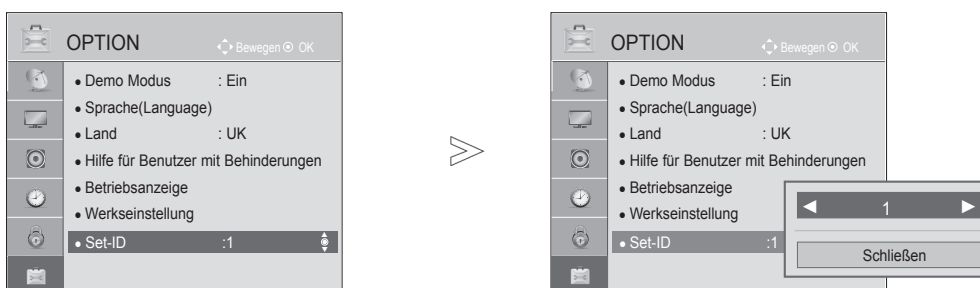 OPTION
Bewegen OK
• Demo Modus : Ein
• Sprache(Language)
• Land : UK
• Hilfe für Benutzer mit Behinderungen
• Betriebsanzeige
• Werkseinstellung
• Set-ID :1
>
OPTION
Bewegen OK
• Demo Modus : Ein
• Sprache(Language)
• Land : UK
• Hilfe für Benutzer mit Behinderungen
• Betriebsanzeige
• Werkseinstellung
• Set-ID :1
◄ 1 ►
Schließen